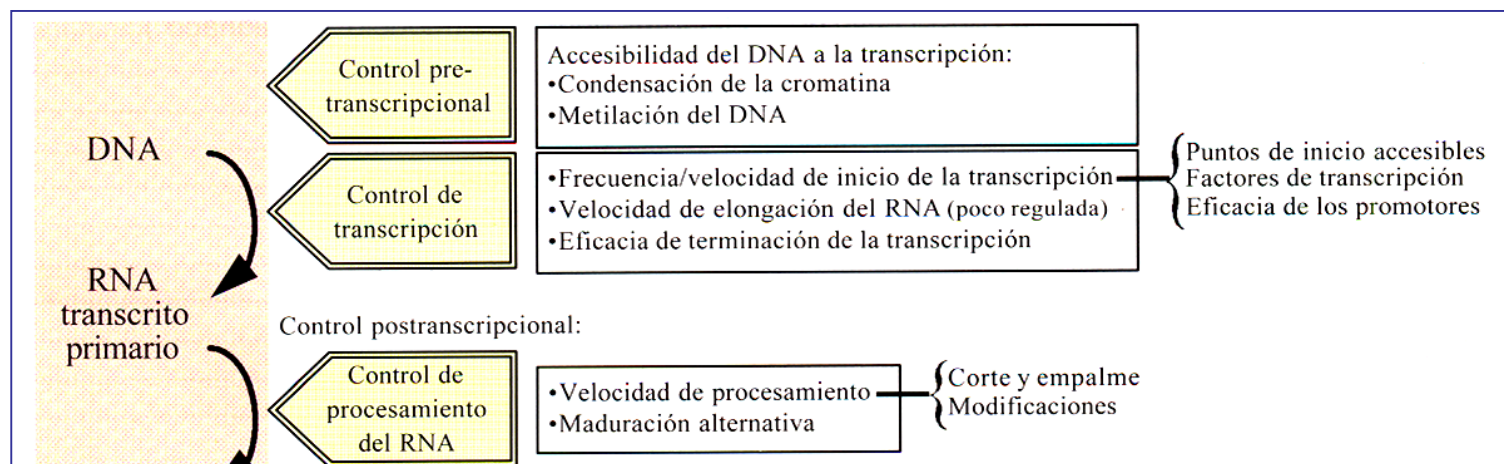 DNA
RNA
transcrito
primario
Control pre-
transcripcional
Accesibilidad del DNA a la transcripción:
•Condensación de la cromatina
•Metilación del DNA
Control de
transcripción
•Frecuencia/velocidad de inicio de la transcripción
•Velocidad de elongación del RNA (poco regulada)
•Eficacia de terminación de la transcripción
Puntos de inicio accesibles
Factores de transcripción
Eficacia de los promotores
Control postranscripcional:
Control de
procesamiento
del RNA
•Velocidad de procesamiento
•Maduración alternativa
Corte y empalme
Modificaciones